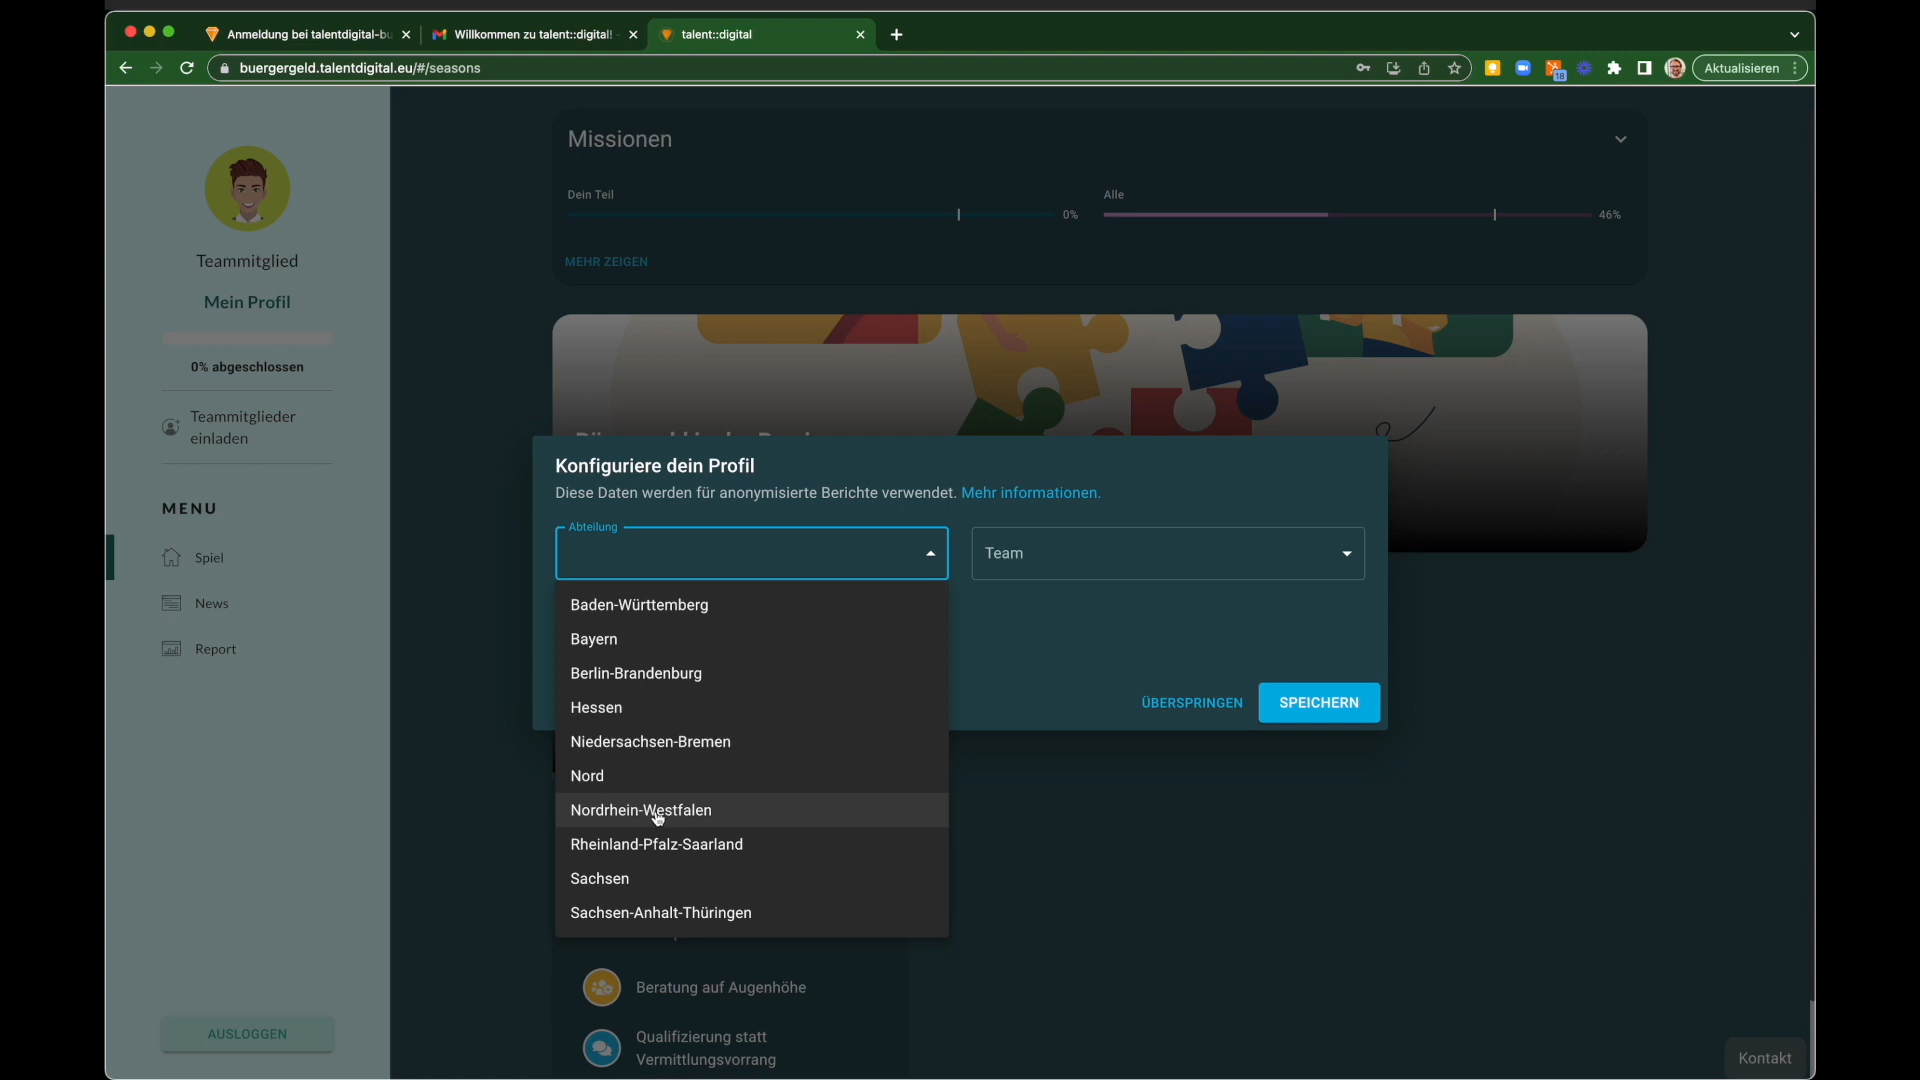 Anmeldung bei talentdigital-bu
Willkommen zu talent::digital!
talent::digital
buergergeld.talentdigital.eu/#/seasons
18
Aktualisieren
Teammitglied
Mein Profil
0% abgeschlossen
Teammitglieder
einladen
MENU
Spiel
News
Report
AUSLOGGEN
Missionen
Dein Teil
0%
Alle
46%
MEHR ZEIGEN
Konfiguriere dein Profil
Diese Daten werden für anonymisierte Berichte verwendet. Mehr informationen.
Abteilung
Team
Baden-Württemberg
Bayern
Berlin-Brandenburg
Hessen
Niedersachsen-Bremen
Nord
Nordrhein-Westfalen
Rheinland-Pfalz-Saarland
Sachsen
Sachsen-Anhalt-Thüringen
ÜBERSPRINGEN
SPEICHERN
Beratung auf Augenhöhe
Qualifizierung statt
Vermittlungsvorrang
Kontakt